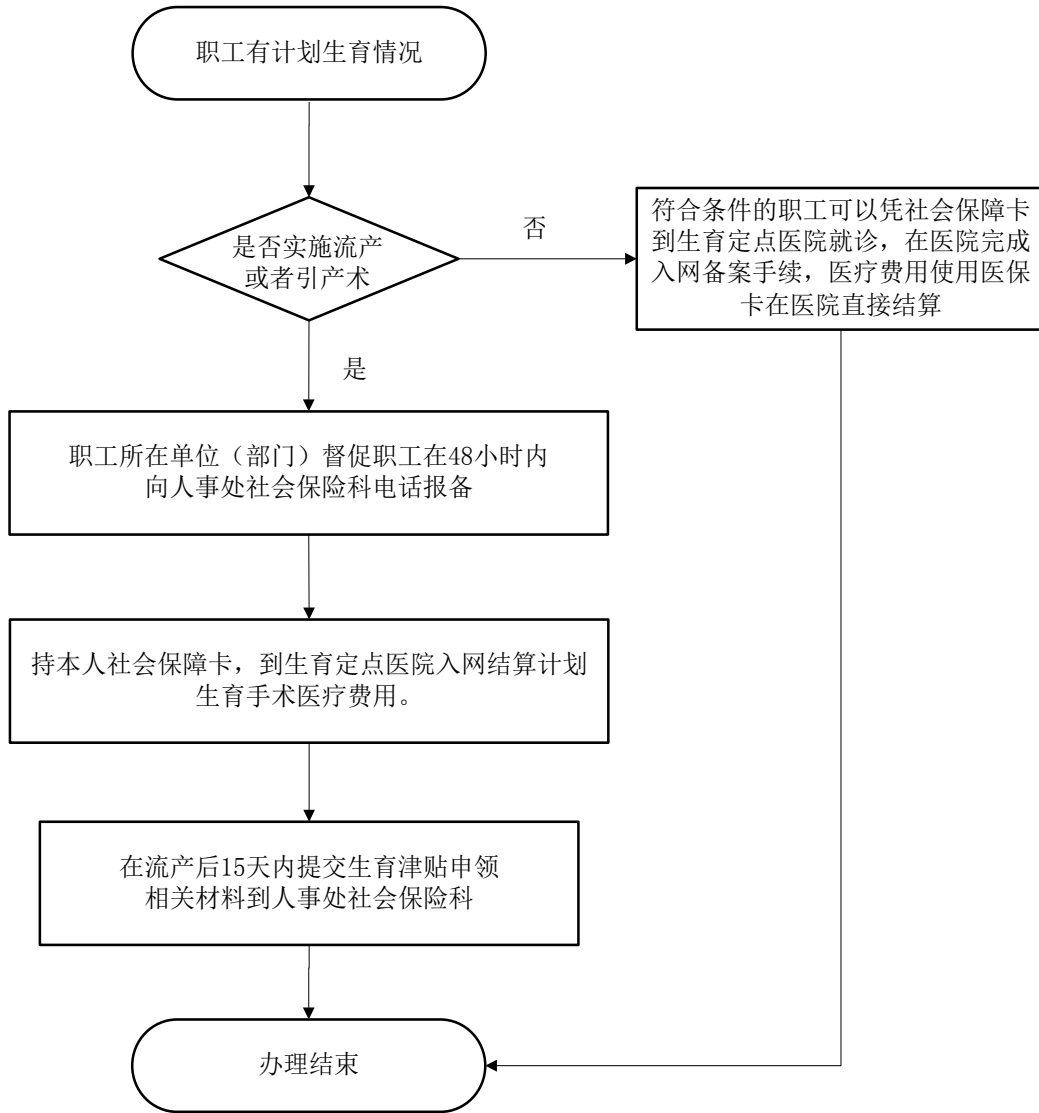 职工有计划生育情况
是否实施流产
或者引产术
否
符合条件的职工可以凭社会保障卡
到生育定点医院就诊，在医院完成
入网备案手续，医疗费用使用医保
卡在医院直接结算
是
职工所在单位（部门）督促职工在48小时内
向人事处社会保险科电话报备
持本人社会保障卡，到生育定点医院入网结算计划
生育手术医疗费用。
在流产后15天内提交生育津贴申领
相关材料到人事处社会保险科
办理结束